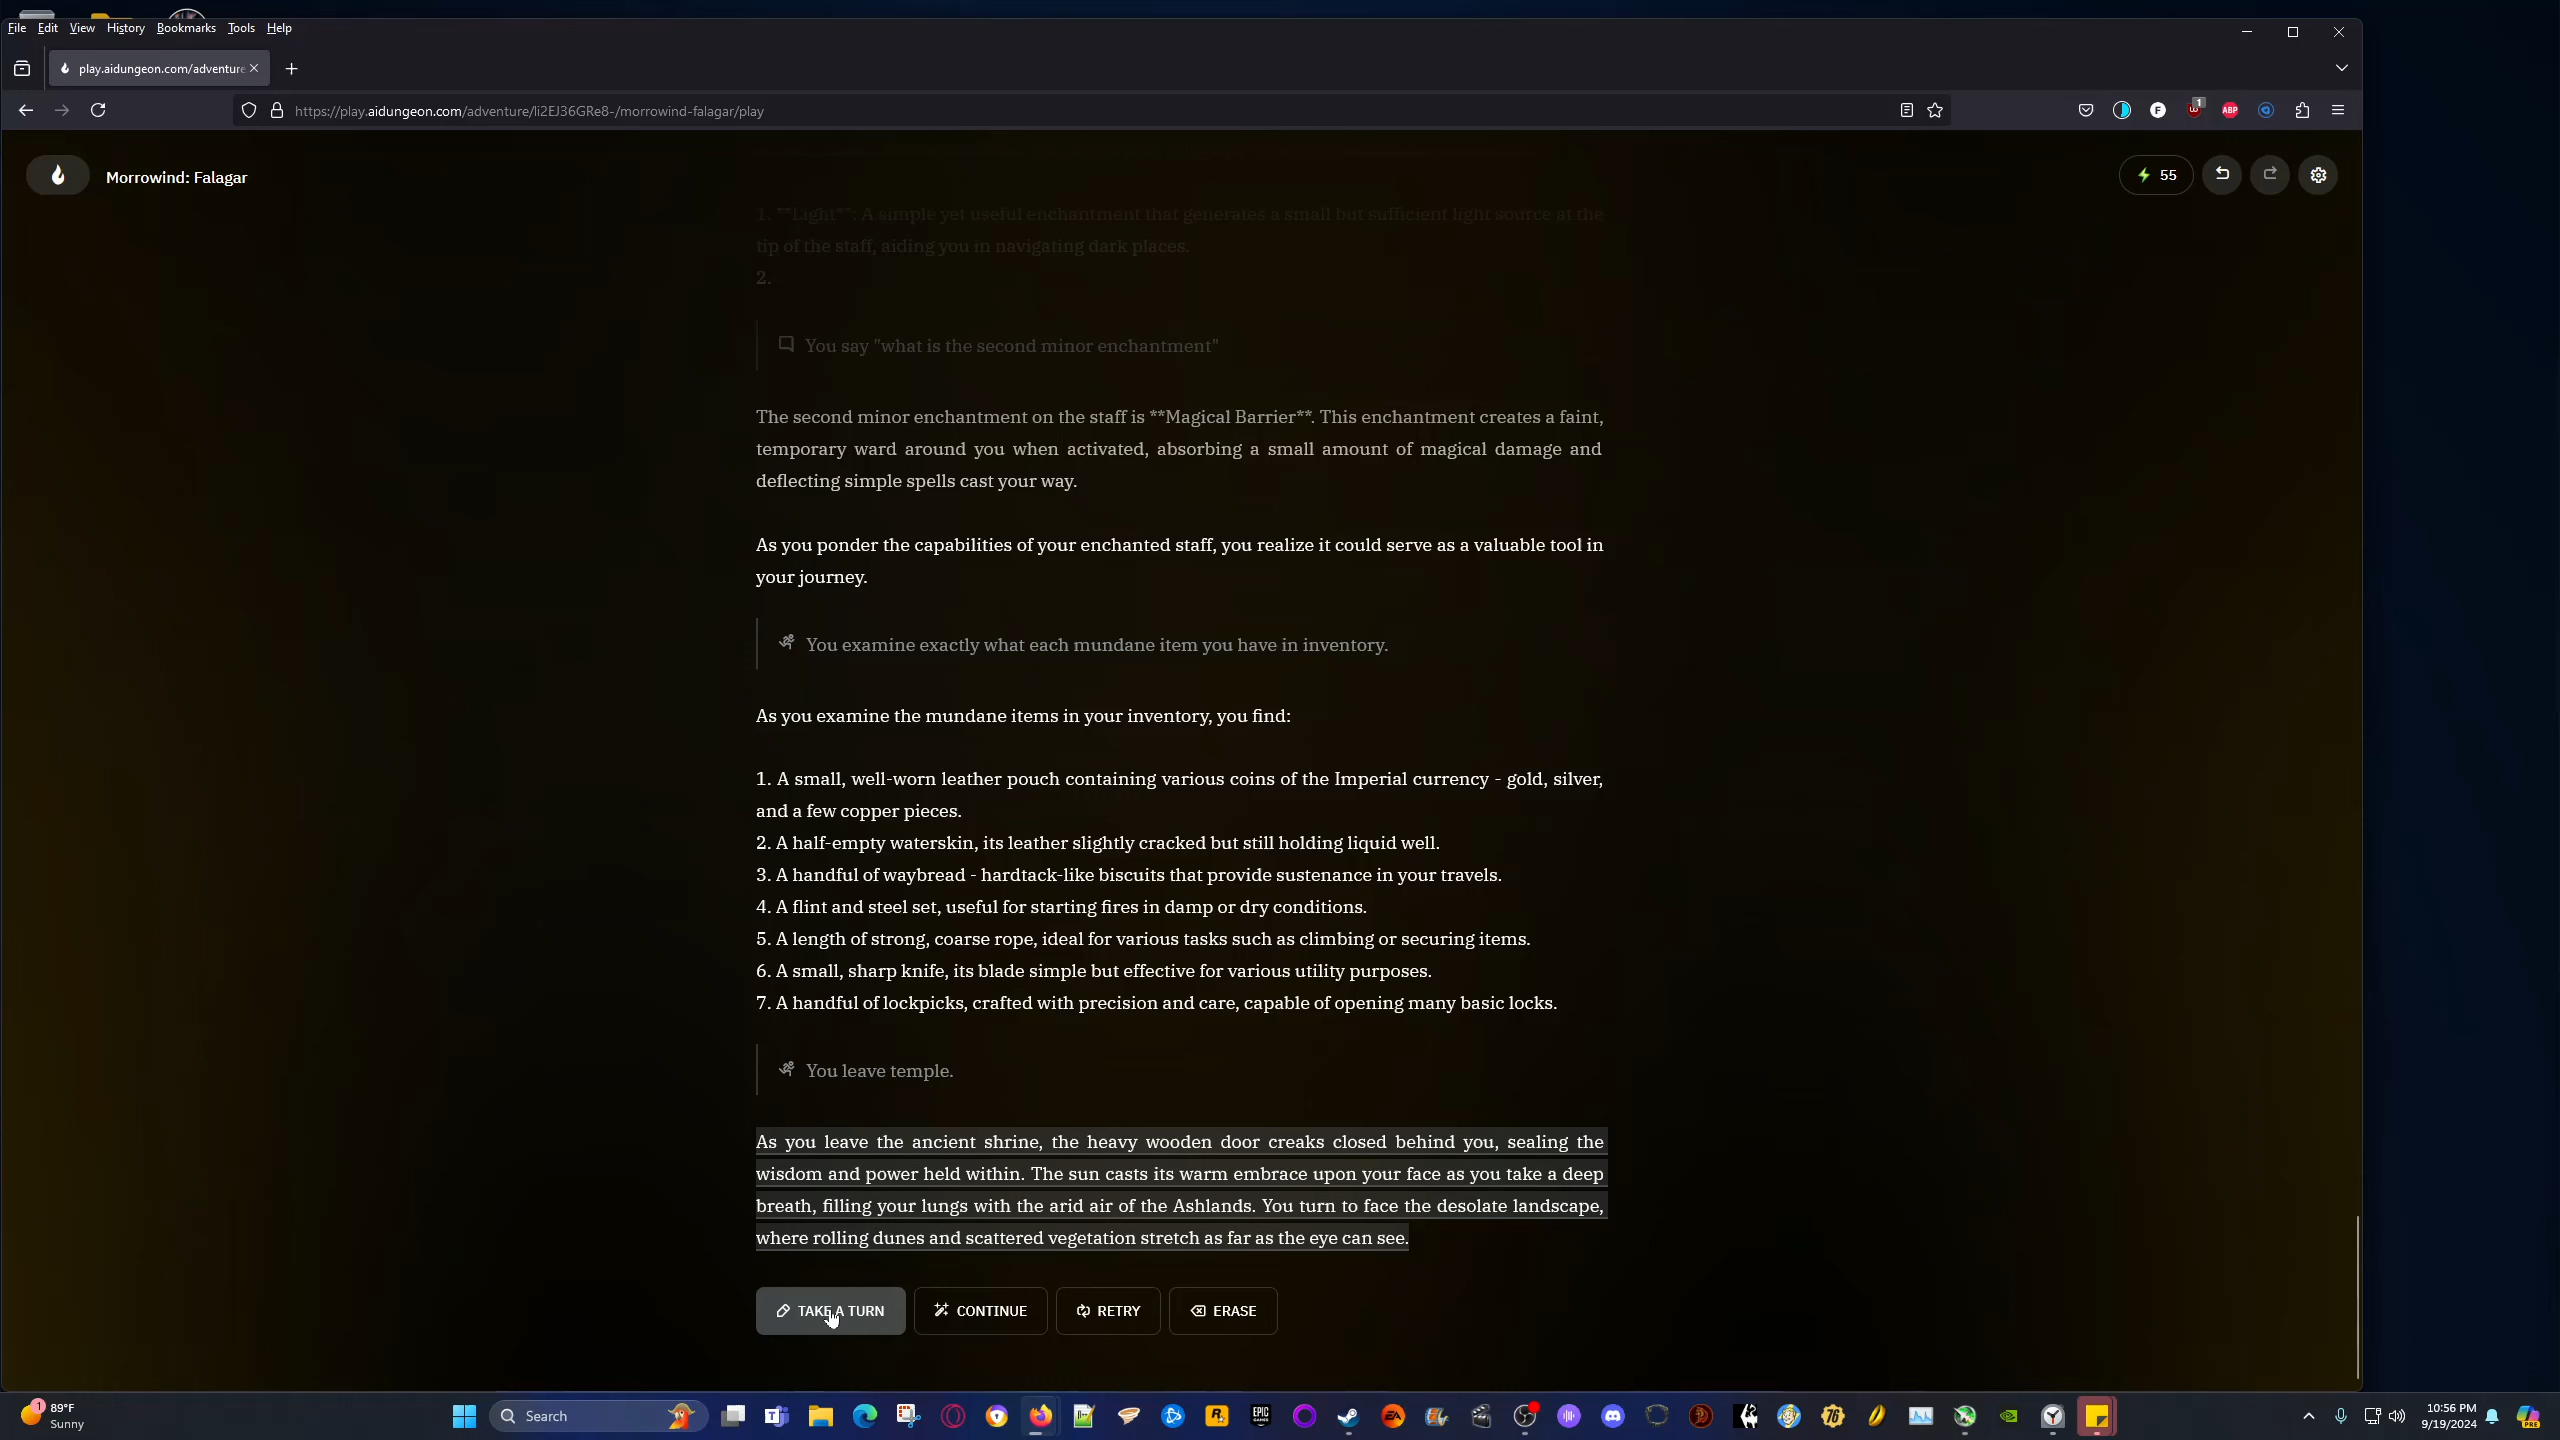 File Edit View History Bookmarks Tools Help
play.aidungeon.com/adventure
https://play.aidungeon.com/adventure/li2EJ36GRe8-/morrowind-falagar/play
1
ABP
Morrowind: Falagar
55
1. **Light**: A simple yet useful enchantment that generates a small but sufficient light source at the
tip of the staff, aiding you in navigating dark places.
2.
You say "what is the second minor enchantment"
The second minor enchantment on the staff is **Magical Barrier**. This enchantment creates a faint,
temporary ward around you when activated, absorbing a small amount of magical damage and
deflecting simple spells cast your way.
As you ponder the capabilities of your enchanted staff, you realize it could serve as a valuable tool in
your journey.
You examine exactly what each mundane item you have in inventory.
As you examine the mundane items in your inventory, you find:
1. A small, well-worn leather pouch containing various coins of the Imperial currency - gold, silver,
and a few copper pieces.
2. A half-empty waterskin, its leather slightly cracked but still holding liquid well.
3. A handful of waybread - hardtack-like biscuits that provide sustenance in your travels.
4. A flint and steel set, useful for starting fires in damp or dry conditions.
5. A length of strong, coarse rope, ideal for various tasks such as climbing or securing items.
6. A small, sharp knife, its blade simple but effective for various utility purposes.
7. A handful of lockpicks, crafted with precision and care, capable of opening many basic locks.
You leave temple.
As you leave the ancient shrine, the heavy wooden door creaks closed behind you, sealing the
wisdom and power held within. The sun casts its warm embrace upon your face as you take a deep
breath, filling your lungs with the arid air of the Ashlands. You turn to face the desolate landscape,
where rolling dunes and scattered vegetation stretch as far as the eye can see.
TAKE A TURN CONTINUE RETRY ERASE
1
89°F
Sunny
Search
EPIC GAMES
EA
76
10:56 PM
9/19/2024